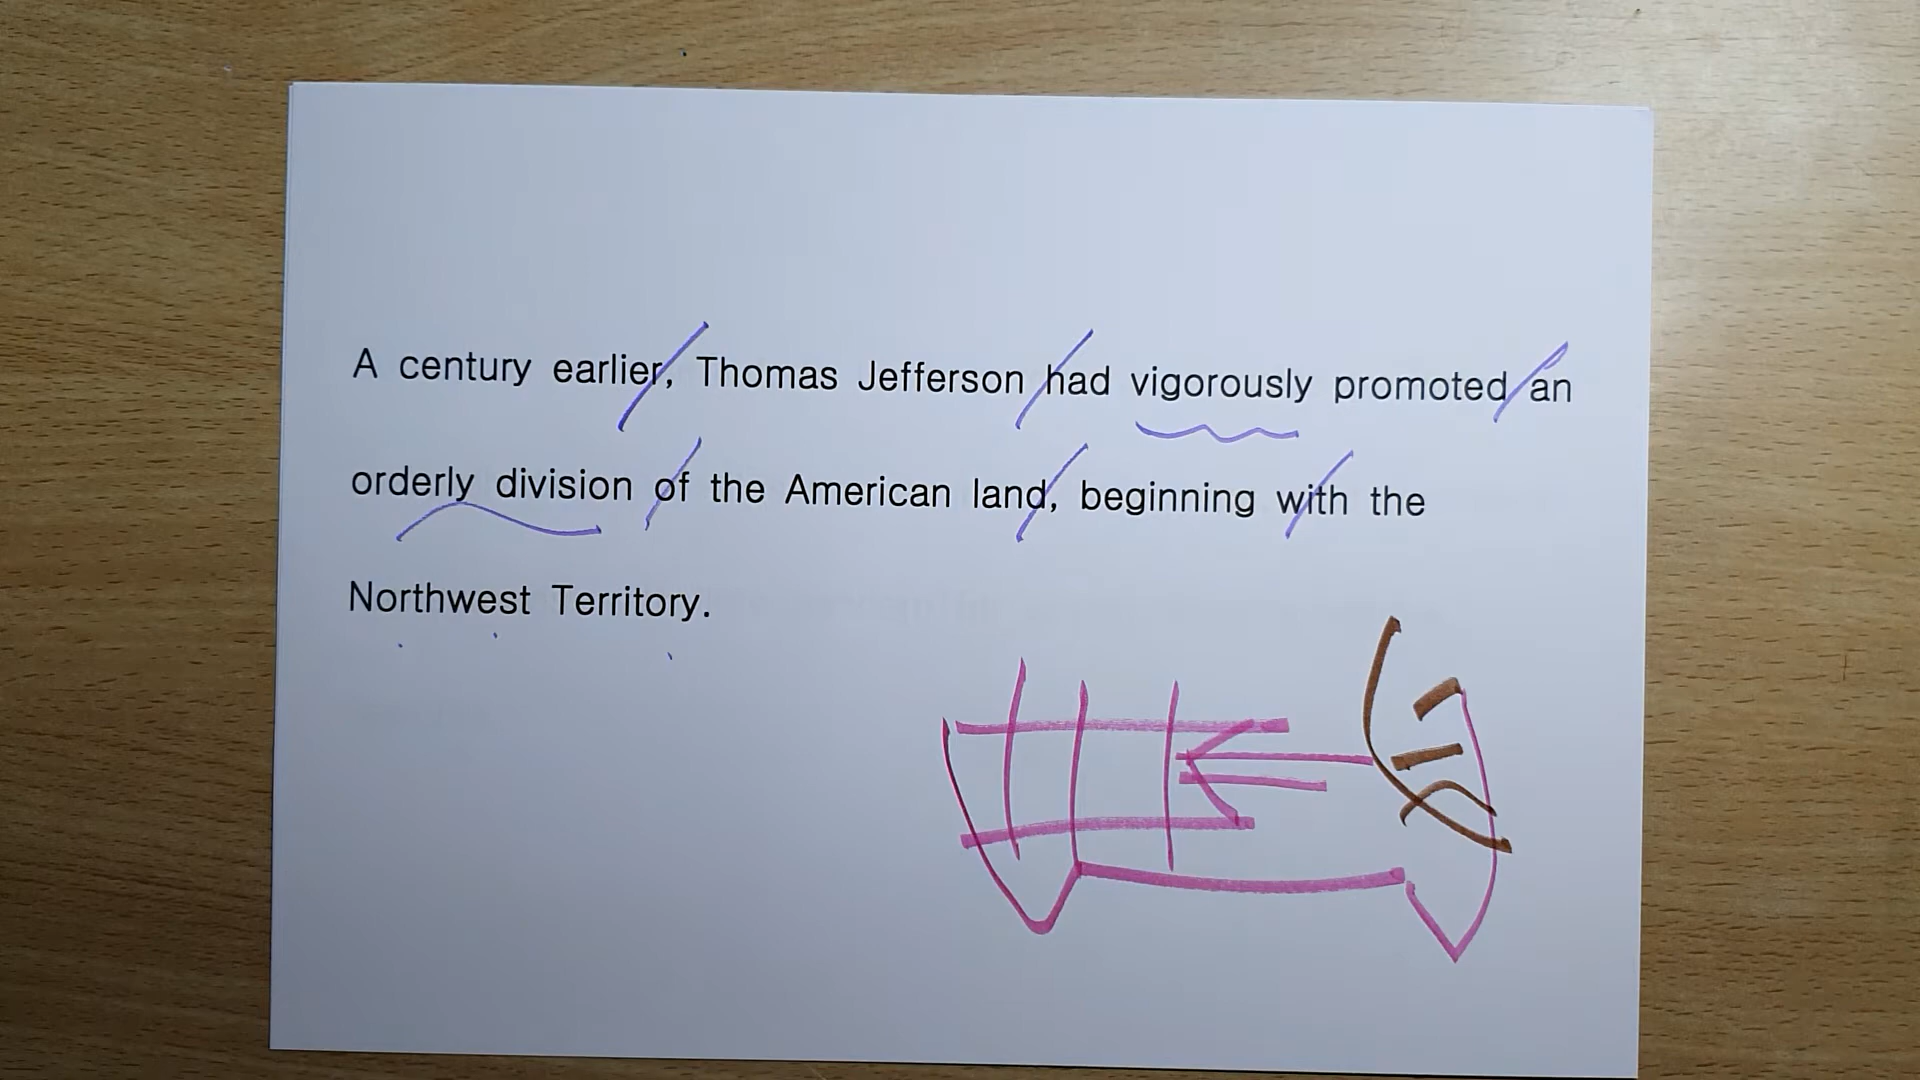 A century earlier, Thomas Jefferson had vigorously promoted an
orderly division of the American land, beginning with the
Northwest Territory.